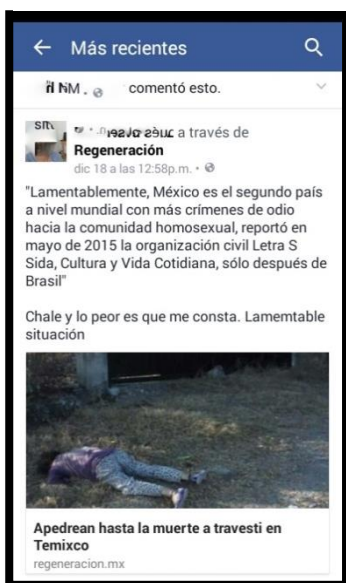 Más recientes
comentó esto.
a través de
Regeneración
dic 18 a las 12:58p.m. •
"Lamentablemente, México es el segundo país
a nivel mundial con más crímenes de odio
hacia la comunidad homosexual, reportó en
mayo de 2015 la organización civil Letra S
Sida, Cultura y Vida Cotidiana, sólo después de
Brasil"
Chale y lo peor es que me consta. Lamemtable
situación
Apedrean hasta la muerte a travesti en
Temixco
regeneracion.mx